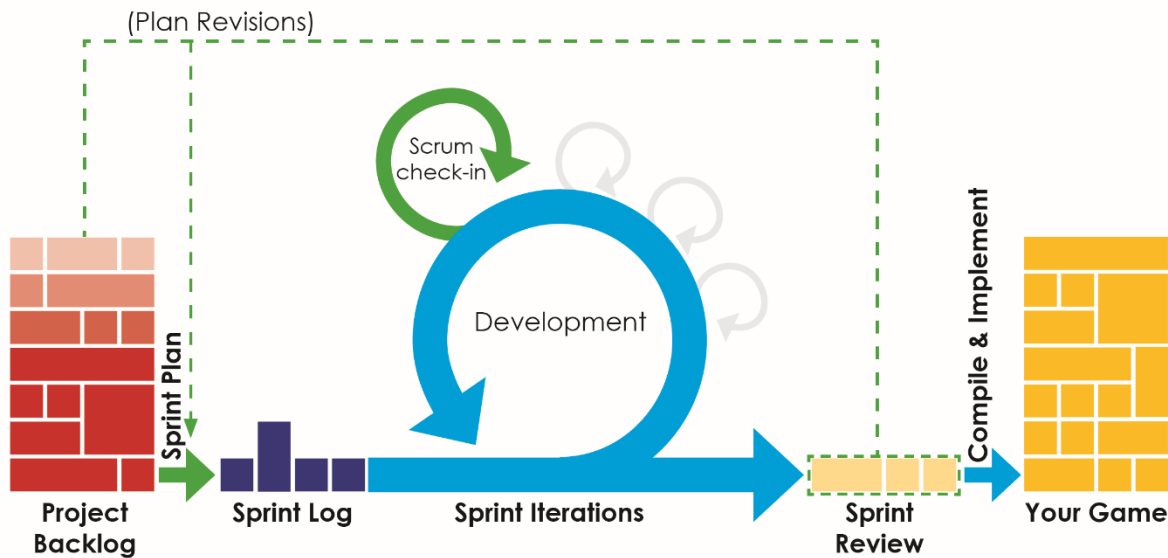 (Plan Revisions)
Scrum
check-in
Development
Sprint Plan
Compile & Implement
Project
Backlog
Sprint Log
Sprint Iterations
Sprint
Review
Your Game